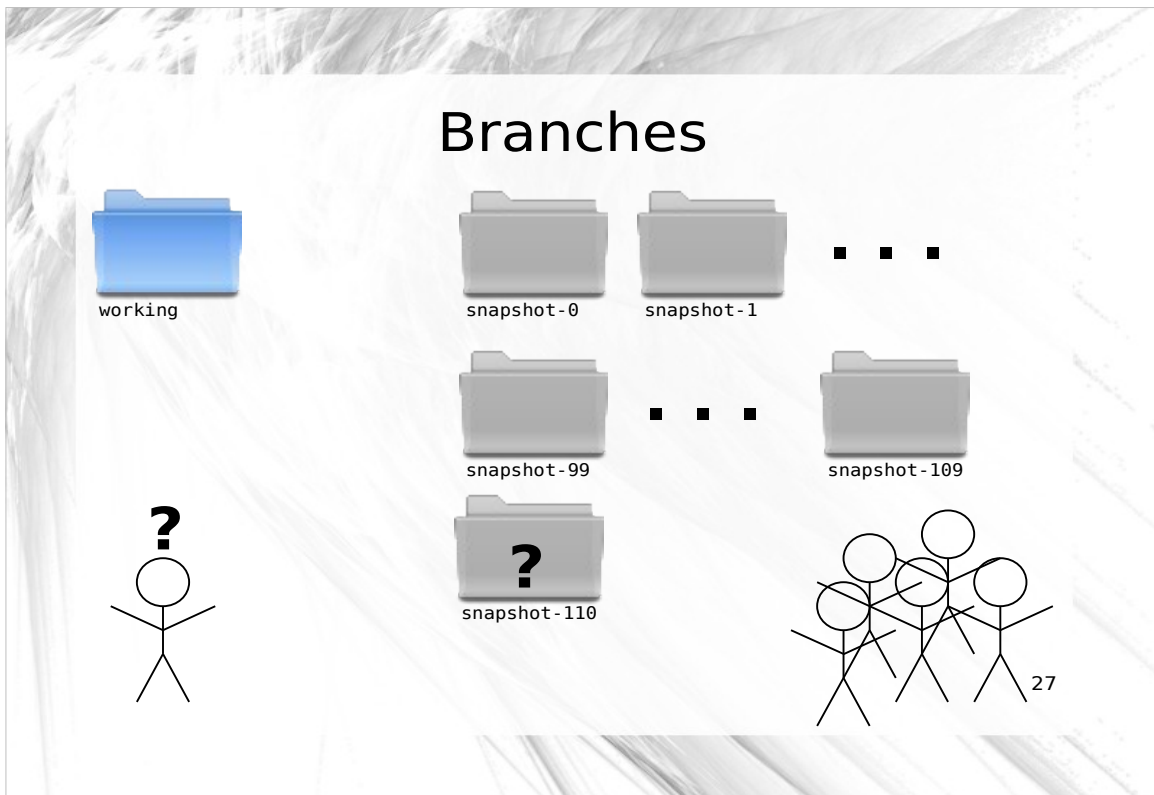 Branches
working
snapshot-0
snapshot-1
. . .
snapshot-99
. . .
snapshot-109
?
?
snapshot-110
27